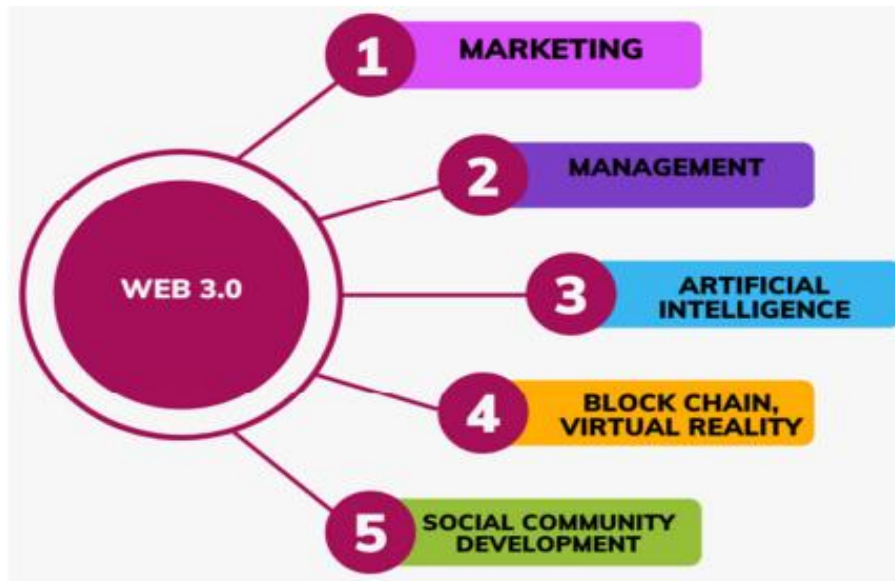 1 MARKETING
2 MANAGEMENT
WEB 3.0
3 ARTIFICIAL
INTELLIGENCE
4 BLOCK CHAIN,
VIRTUAL REALITY
5 SOCIAL COMMUNITY
DEVELOPMENT